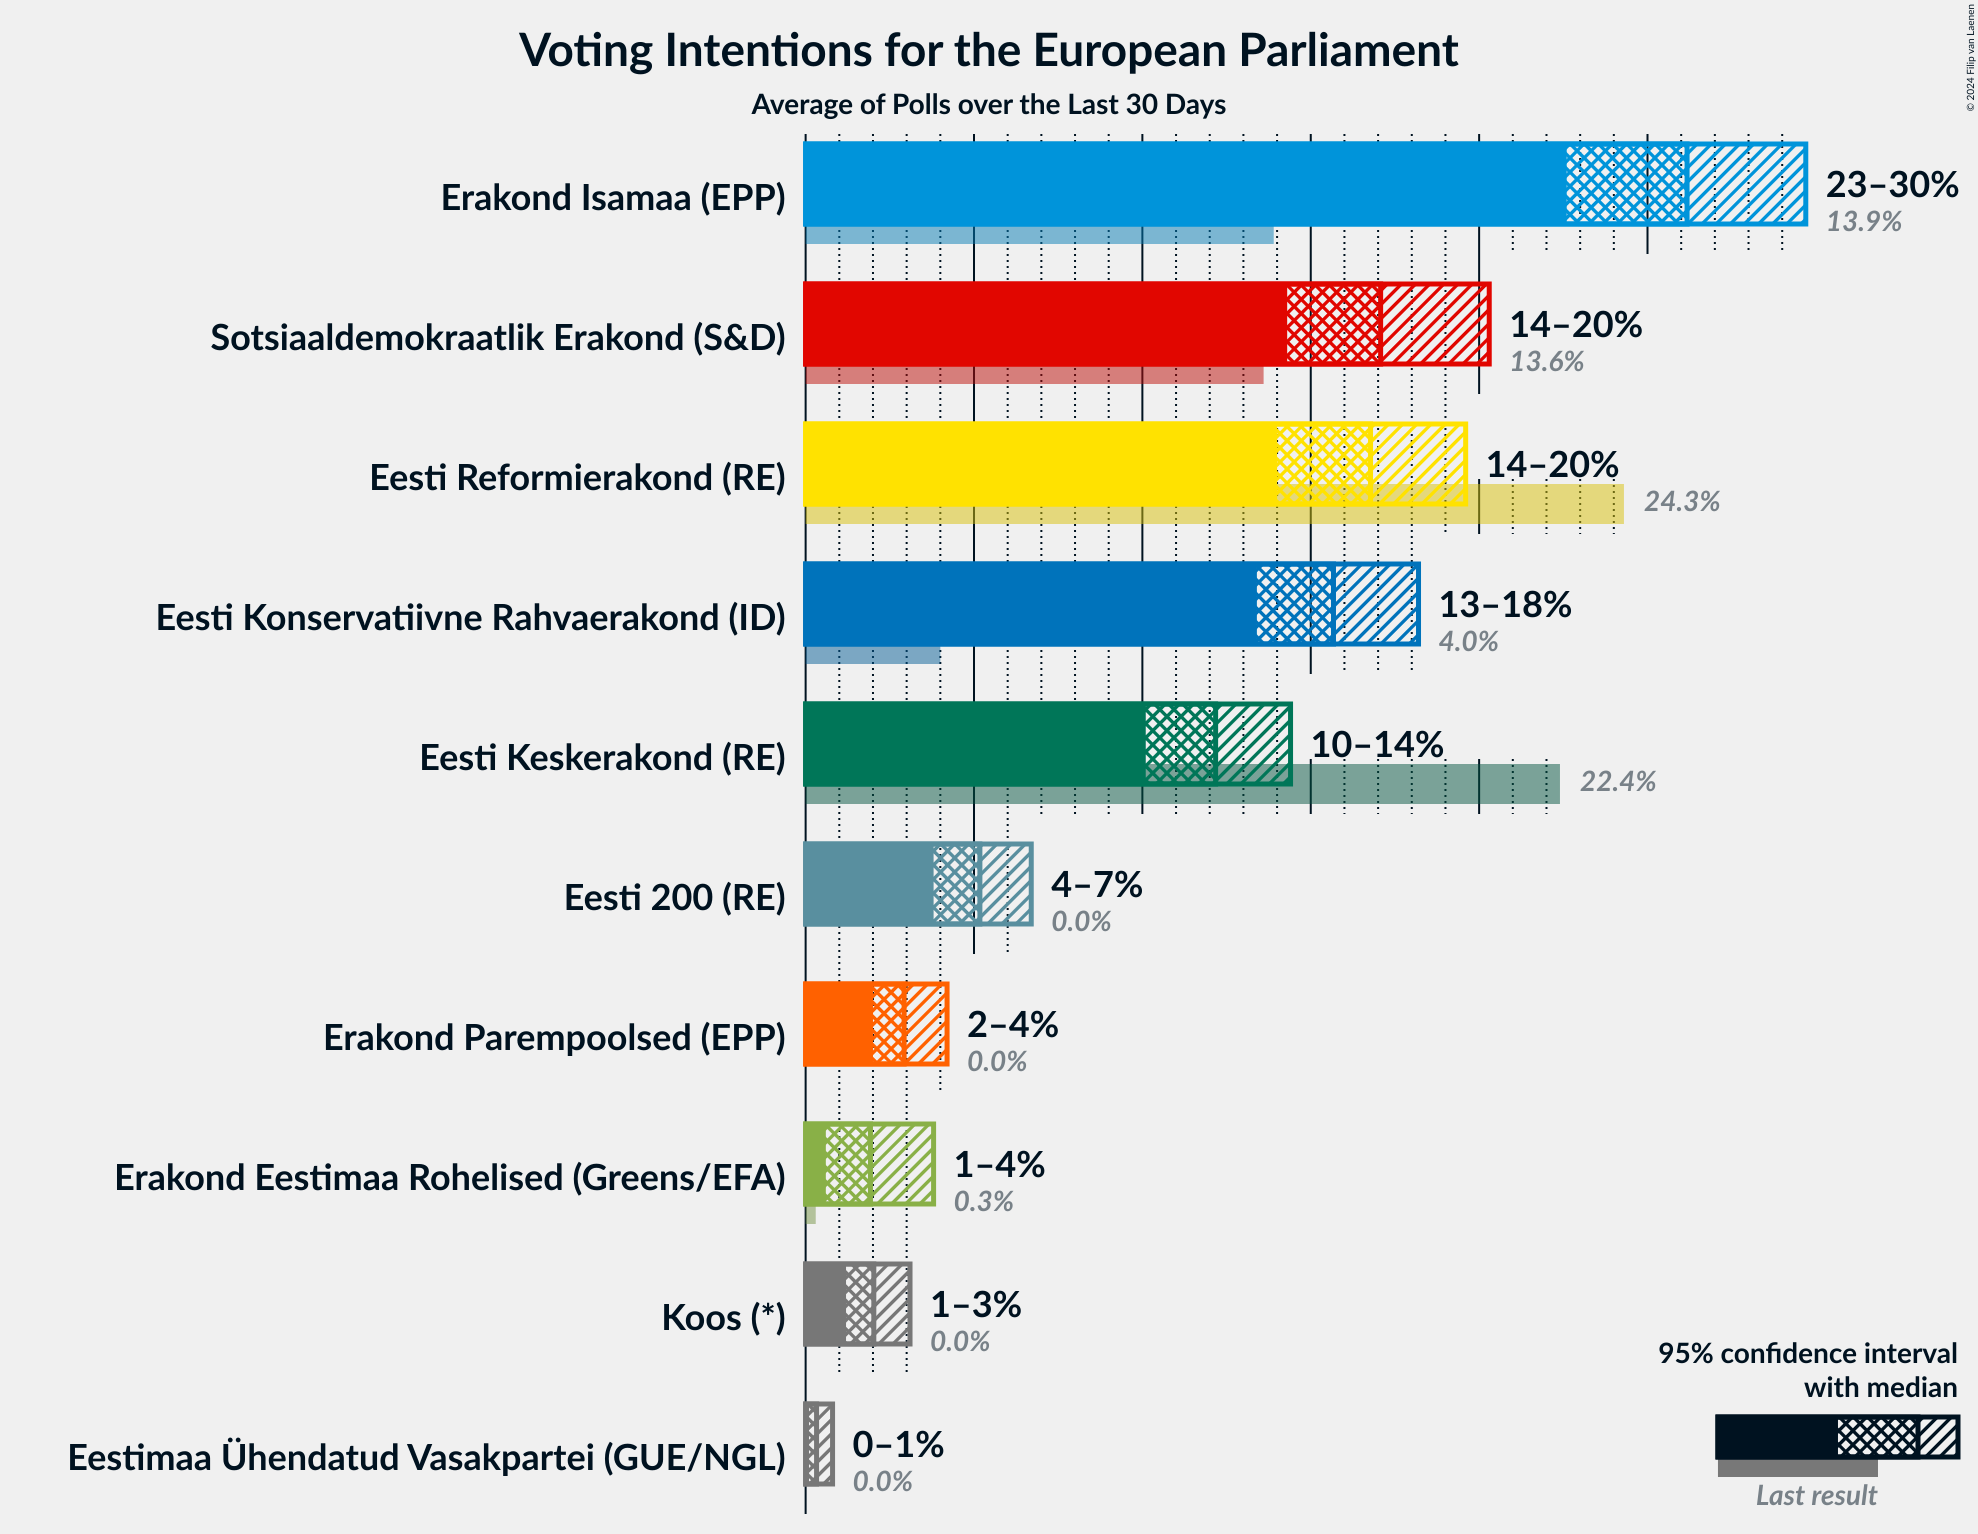 Voting Intentions for the European Parliament
Average of Polls over the Last 30 Days
© 2024 Filip van Laenen
Erakond Isamaa (EPP)
23–30%
13.9%
Sotsiaaldemokraatlik Erakond (S&D)
14–20%
13.6%
Eesti Reformierakond (RE)
14–20%
24.3%
Eesti Konservatiivne Rahvaerakond (ID)
13–18%
4.0%
Eesti Keskerakond (RE)
10–14%
22.4%
Eesti 200 (RE)
4–7%
0.0%
Erakond Parempoolsed (EPP)
2–4%
0.0%
Erakond Eestimaa Rohelised (Greens/EFA)
1–4%
0.3%
Koos (*)
1–3%
0.0%
Eestimaa Ühendatud Vasakpartei (GUE/NGL)
0–1%
0.0%
95% confidence interval
with median
Last result